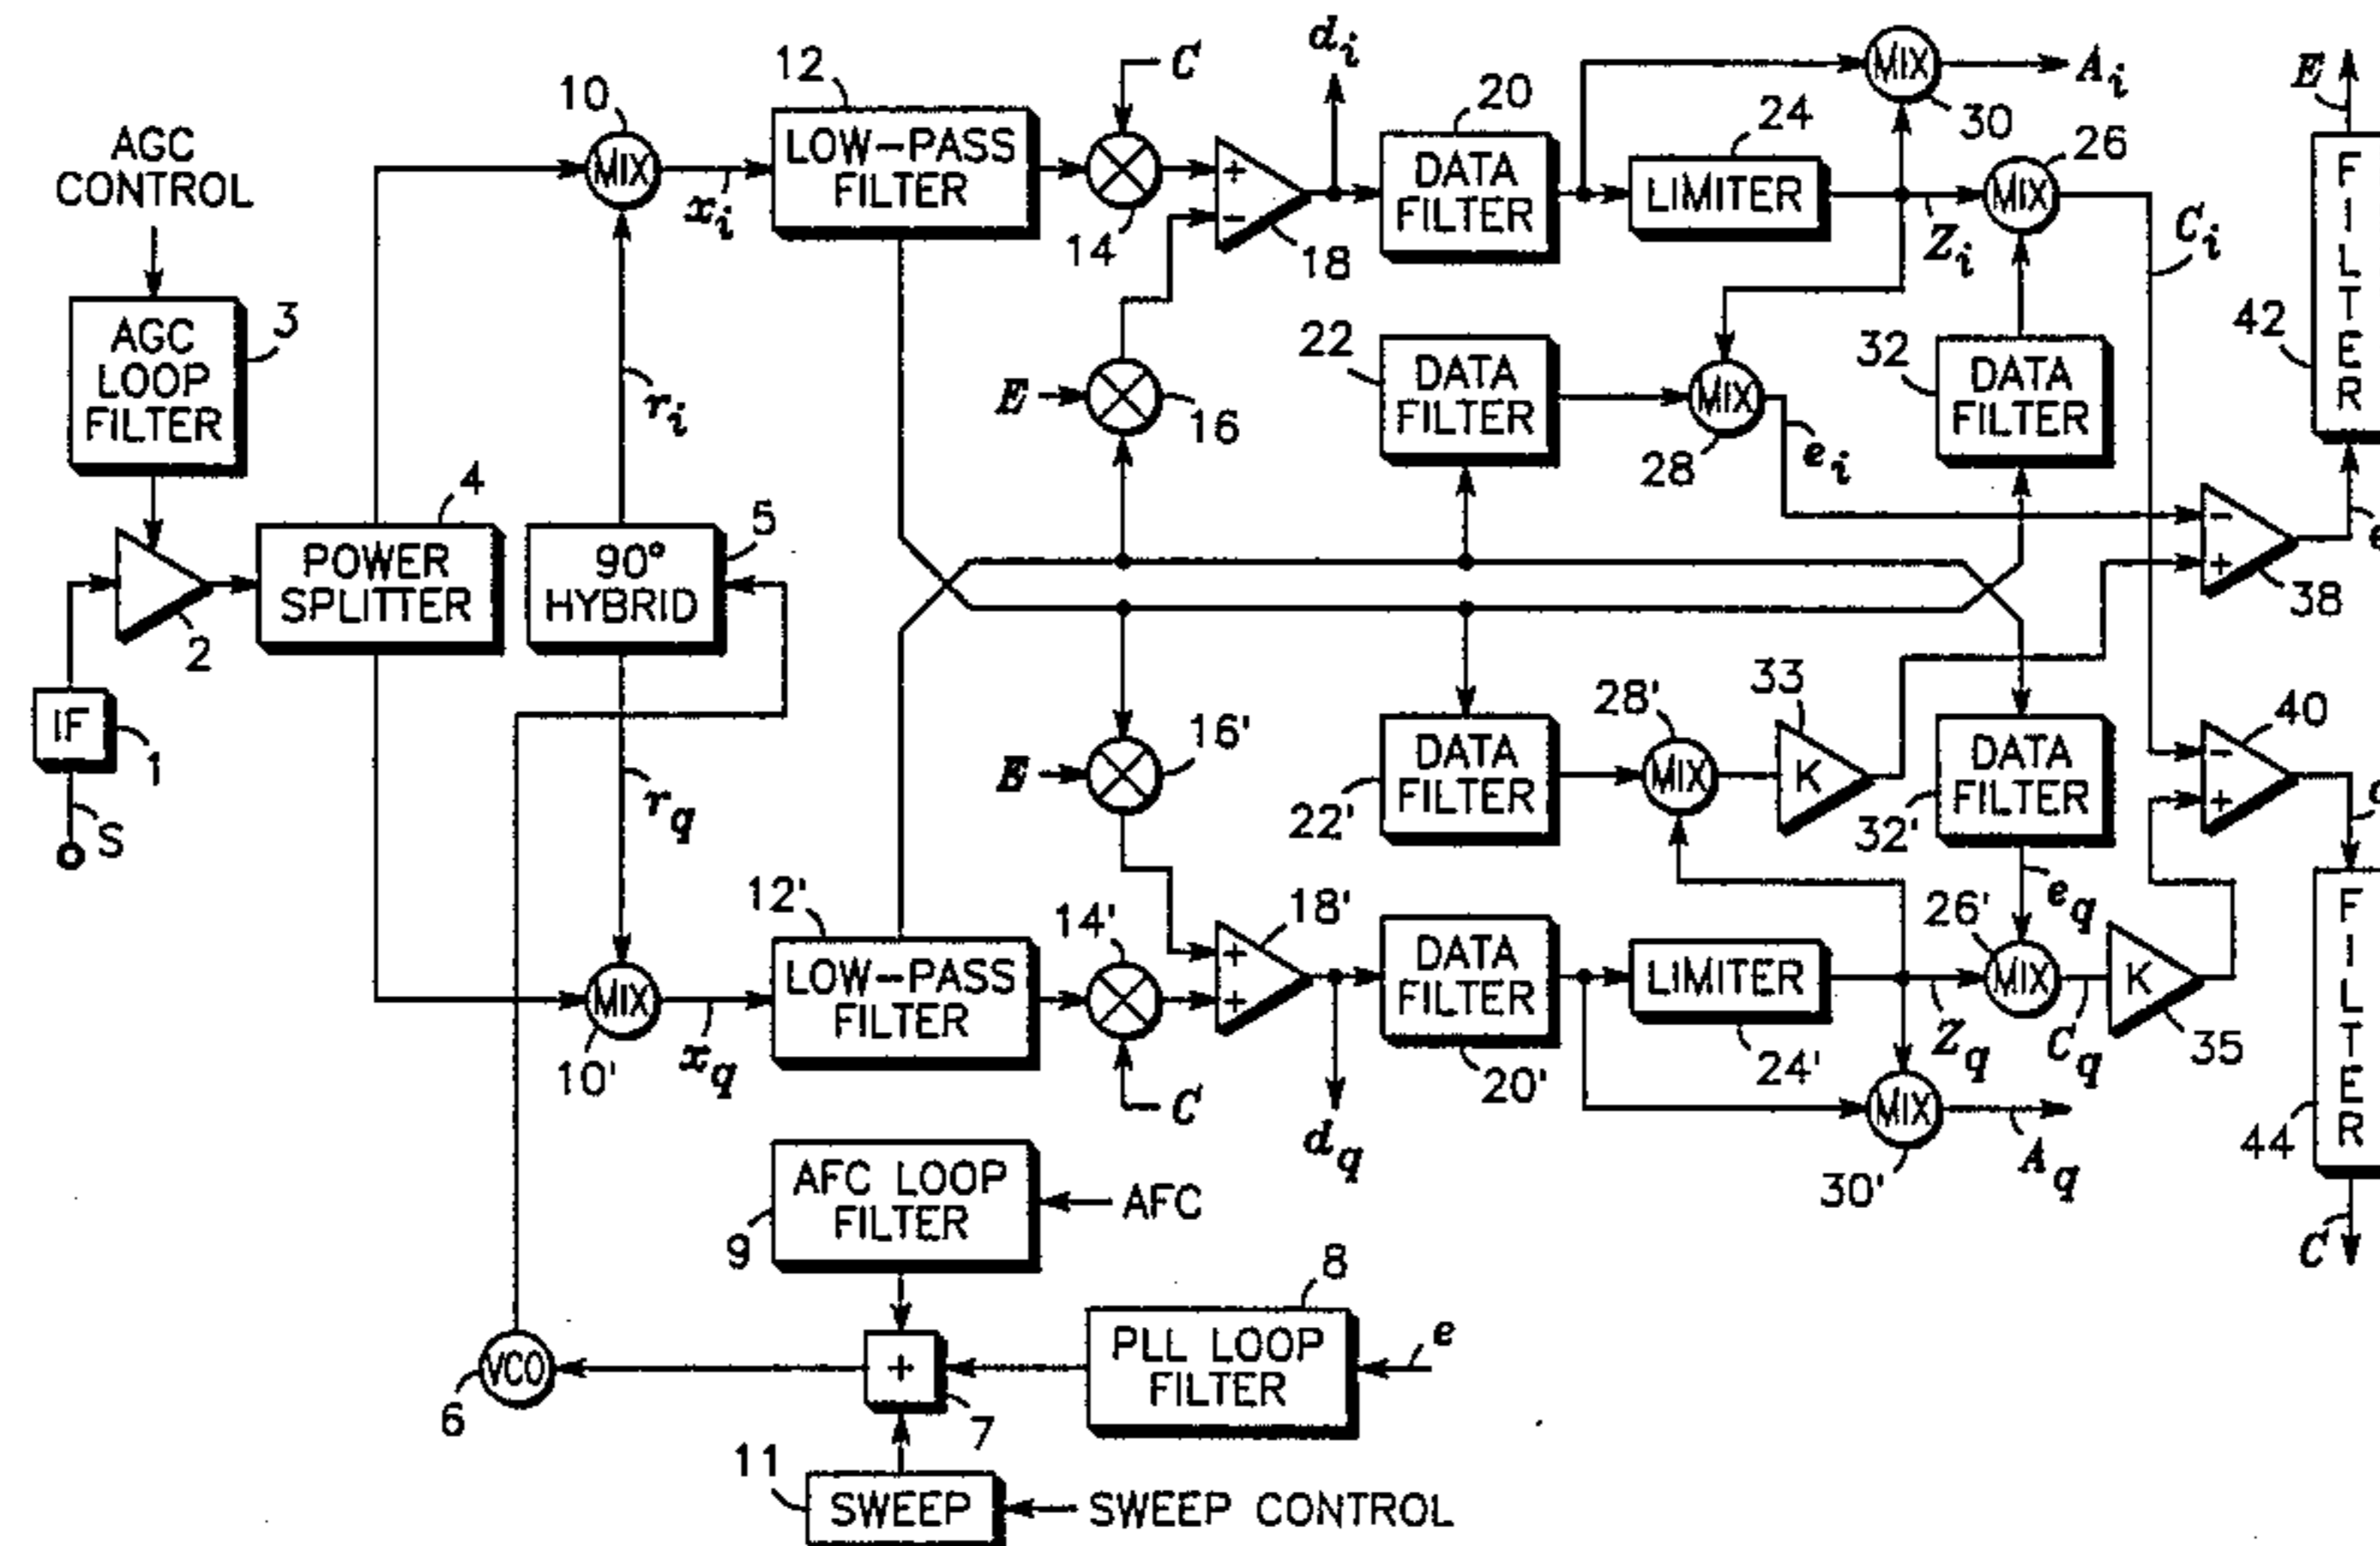 AGC
CONTROL
AGC
LOOP
FILTER
3
2
IF
1
S
POWER
SPLITTER
4
90°
HYBRID
5
MIX
10
x_i
r_i
r_q
MIX
10'
x_q
LOW-PASS
FILTER
12
LOW-PASS
FILTER
12'
C
14
E
16
E
16'
14'
C
18
d_i
18'
d_q
DATA
FILTER
20
DATA
FILTER
22
DATA
FILTER
22'
DATA
FILTER
20'
LIMITER
24
LIMITER
24'
MIX
30
A_i
MIX
26
Z_i
C_i
MIX
28
e_i
DATA
FILTER
32
MIX
28'
K
33
DATA
FILTER
32'
e_q
MIX
26'
Z_q
C_q
K
35
MIX
30'
A_q
-
+
38
-
+
40
E
FILTER
42
e
FILTER
44
C
AFC LOOP
FILTER
9
AFC
PLL LOOP
FILTER
8
e
+
7
VCO
6
SWEEP
11
SWEEP CONTROL
+
-
+
+